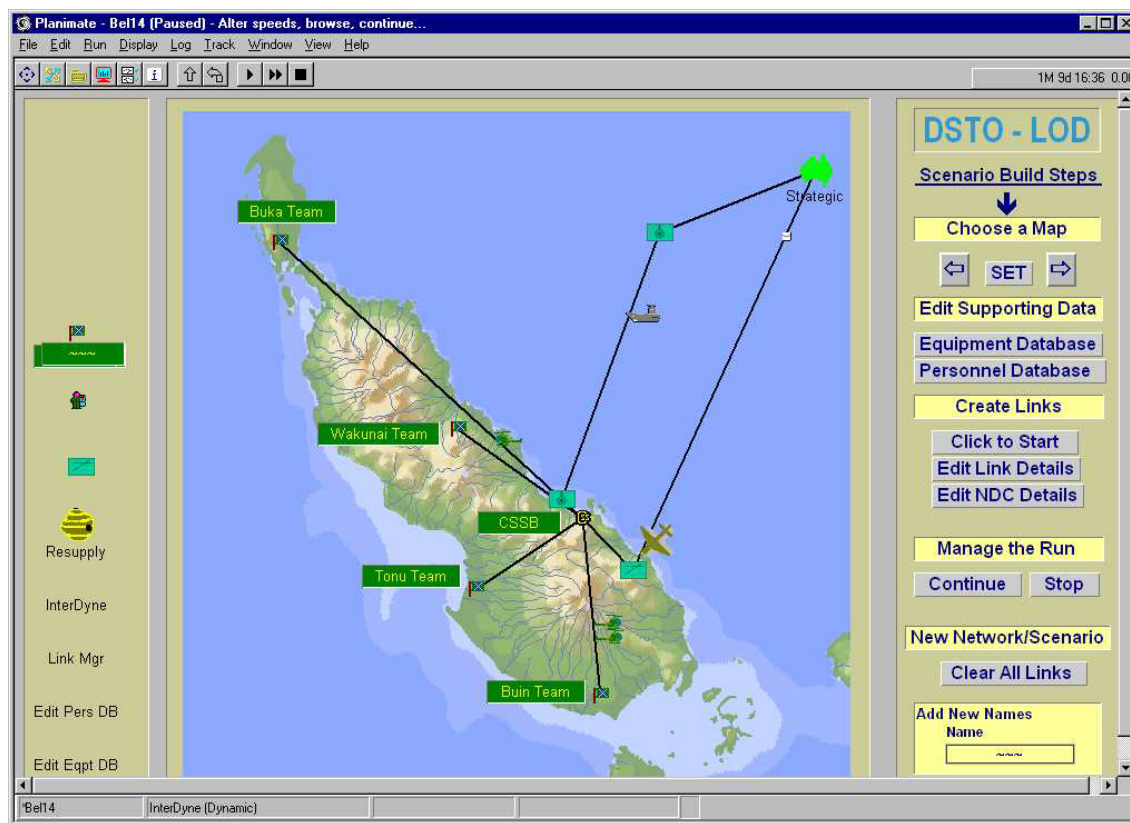 Planimate - Bel14 (Paused) - Alter speeds, browse, continue...
File Edit Run Display Log Track Window View Help
1M 9d 16:36 0.00
DSTO - LOD
Scenario Build Steps
Choose a Map
SET
Edit Supporting Data
Equipment Database
Personnel Database
Create Links
Click to Start
Edit Link Details
Edit NDC Details
Manage the Run
Continue Stop
New Network/Scenario
Clear All Links
Add New Names
Name
~~~
Strategic
Buka Team
Wakunai Team
CSSB
Tonu Team
Buin Team
~~~
Resupply
InterDyne
Link Mgr
Edit Pers DB
Edit Eqpt DB
*Bel14 InterDyne (Dynamic)